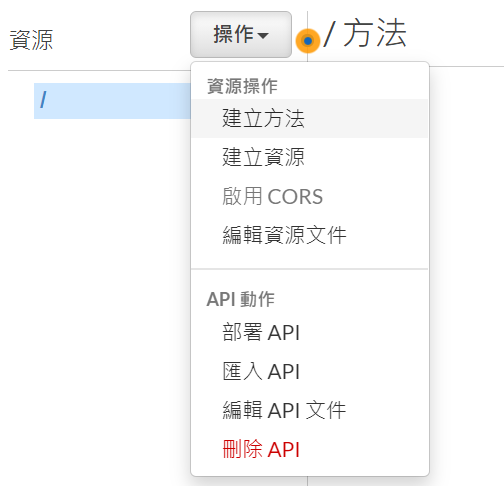 資源
操作
/ 方法
/
資源操作
建立方法
建立資源
啟用 CORS
編輯資源文件
API 動作
部署 API
匯入 API
編輯 API 文件
刪除 API